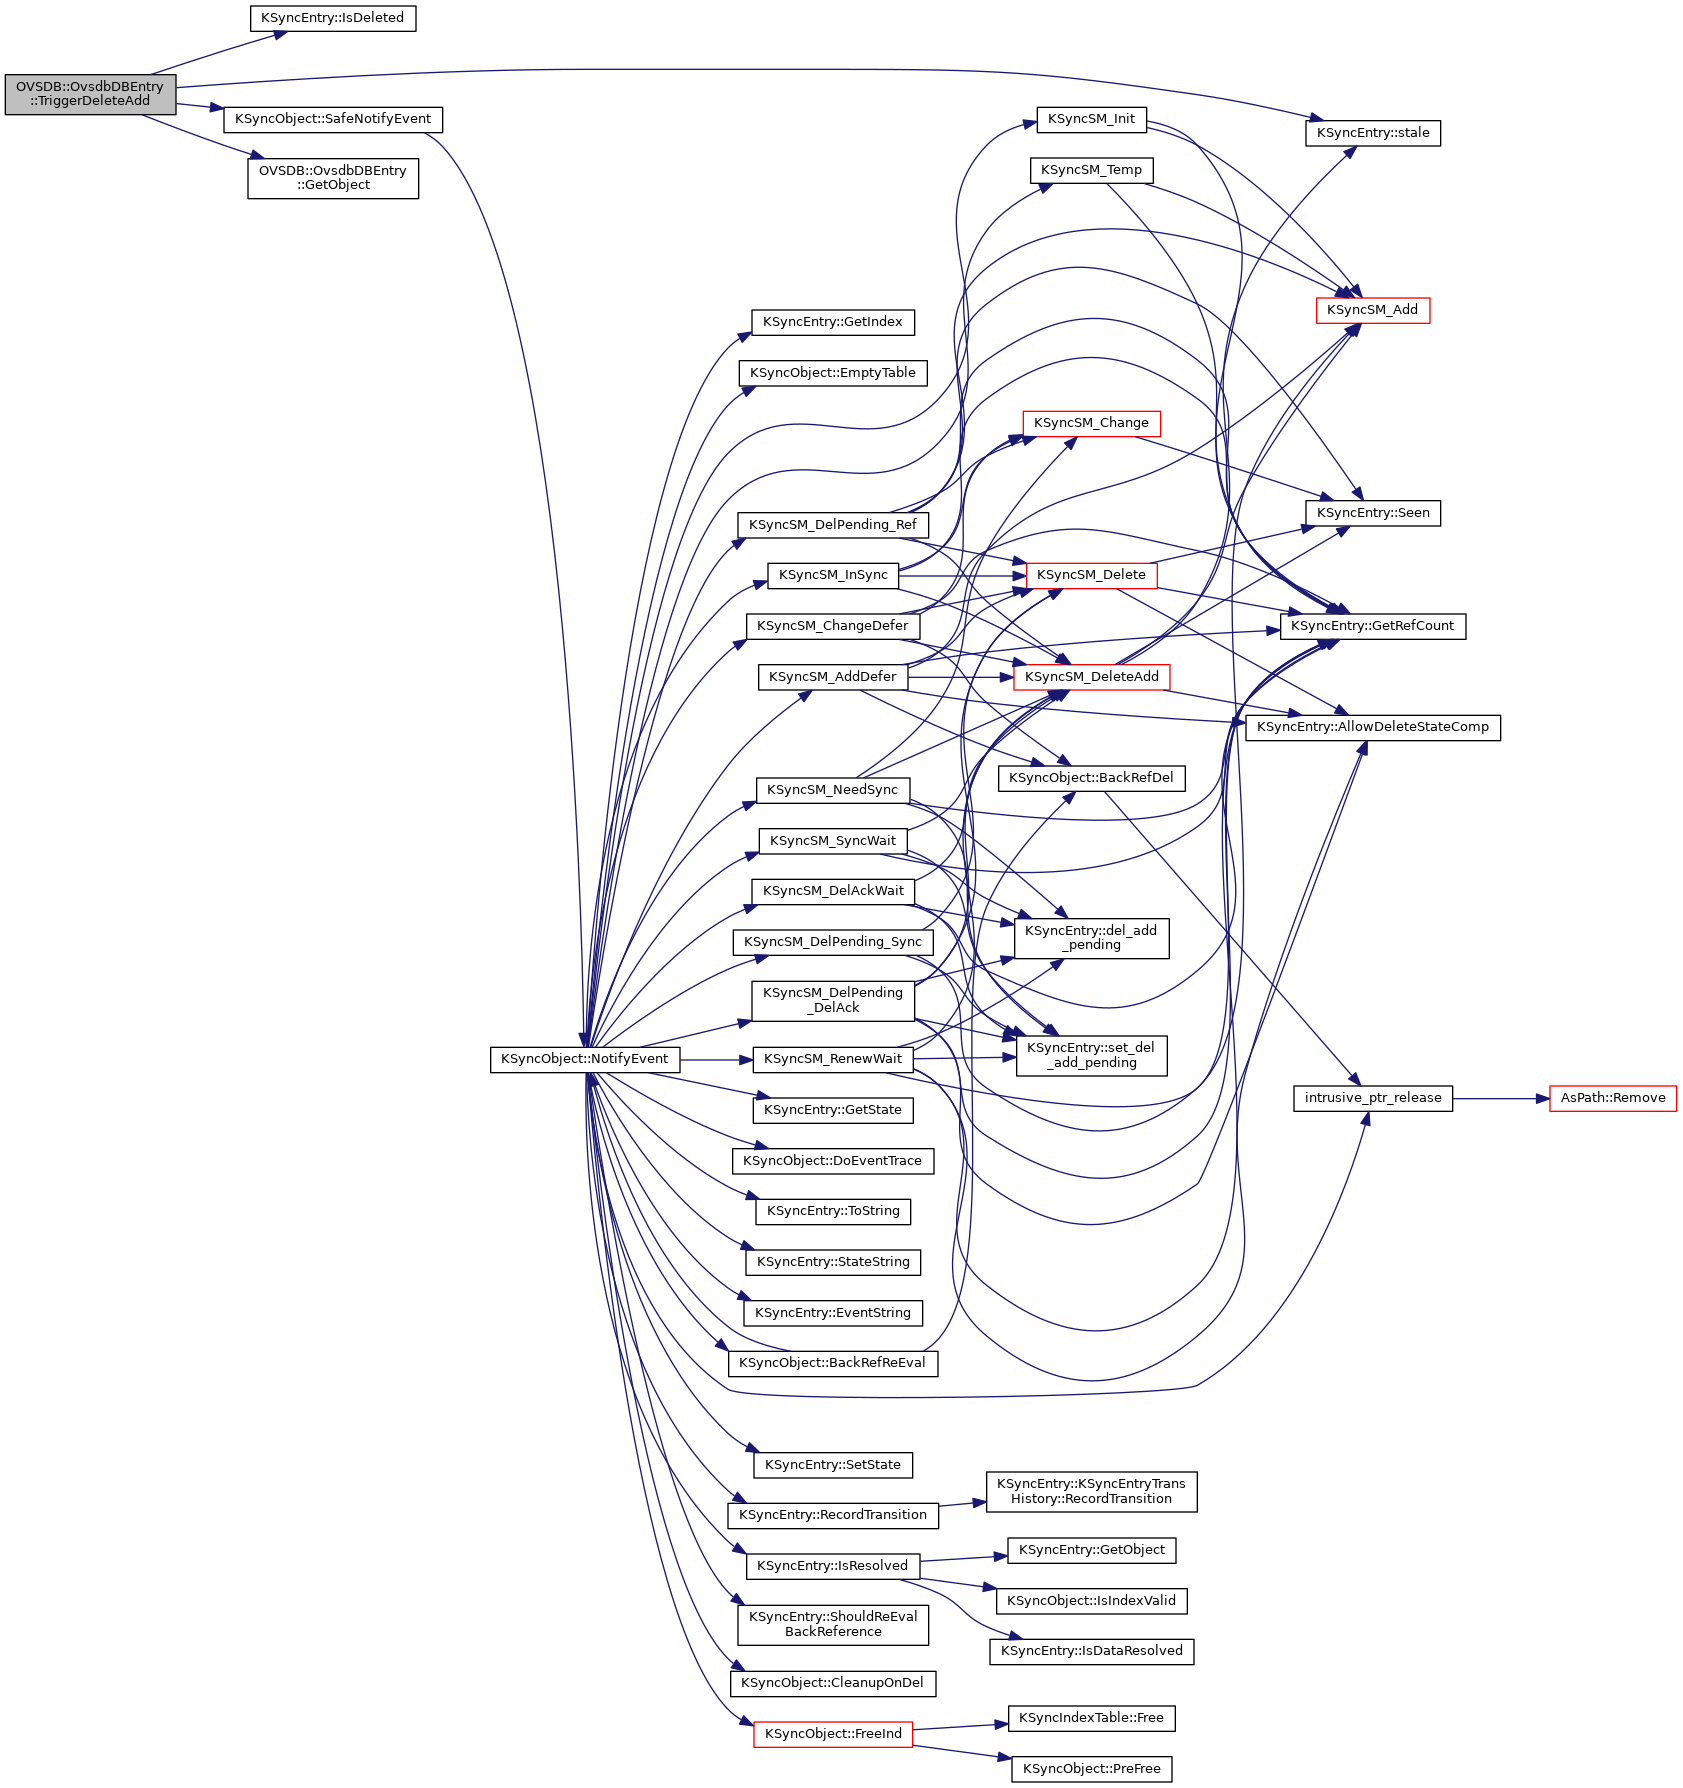 KSyncEntry::IsDeleted
OVSDB::OvsdbDBEntry
::TriggerDeleteAdd
KSyncObject::SafeNotifyEvent
OVSDB::OvsdbDBEntry
::GetObject
KSyncSM_Init
KSyncEntry::stale
KSyncSM_Temp
KSyncSM_Add
KSyncEntry::GetIndex
KSyncObject::EmptyTable
KSyncSM_Change
KSyncEntry::Seen
KSyncSM_DelPending_Ref
KSyncSM_InSync
KSyncSM_Delete
KSyncSM_ChangeDefer
KSyncEntry::GetRefCount
KSyncSM_AddDefer
KSyncSM_DeleteAdd
KSyncEntry::AllowDeleteStateComp
KSyncObject::BackRefDel
KSyncSM_NeedSync
KSyncSM_SyncWait
KSyncSM_DelAckWait
KSyncEntry::del_add
_pending
KSyncSM_DelPending_Sync
KSyncSM_DelPending
_DelAck
KSyncObject::NotifyEvent
KSyncSM_RenewWait
KSyncEntry::set_del
_add_pending
KSyncEntry::GetState
intrusive_ptr_release
AsPath::Remove
KSyncObject::DoEventTrace
KSyncEntry::ToString
KSyncEntry::StateString
KSyncEntry::EventString
KSyncObject::BackRefReEval
KSyncEntry::SetState
KSyncEntry::RecordTransition
KSyncEntry::KSyncEntryTrans
History::RecordTransition
KSyncEntry::IsResolved
KSyncEntry::GetObject
KSyncObject::IsIndexValid
KSyncEntry::IsDataResolved
KSyncEntry::ShouldReEval
BackReference
KSyncObject::CleanupOnDel
KSyncObject::FreeInd
KSyncIndexTable::Free
KSyncObject::PreFree